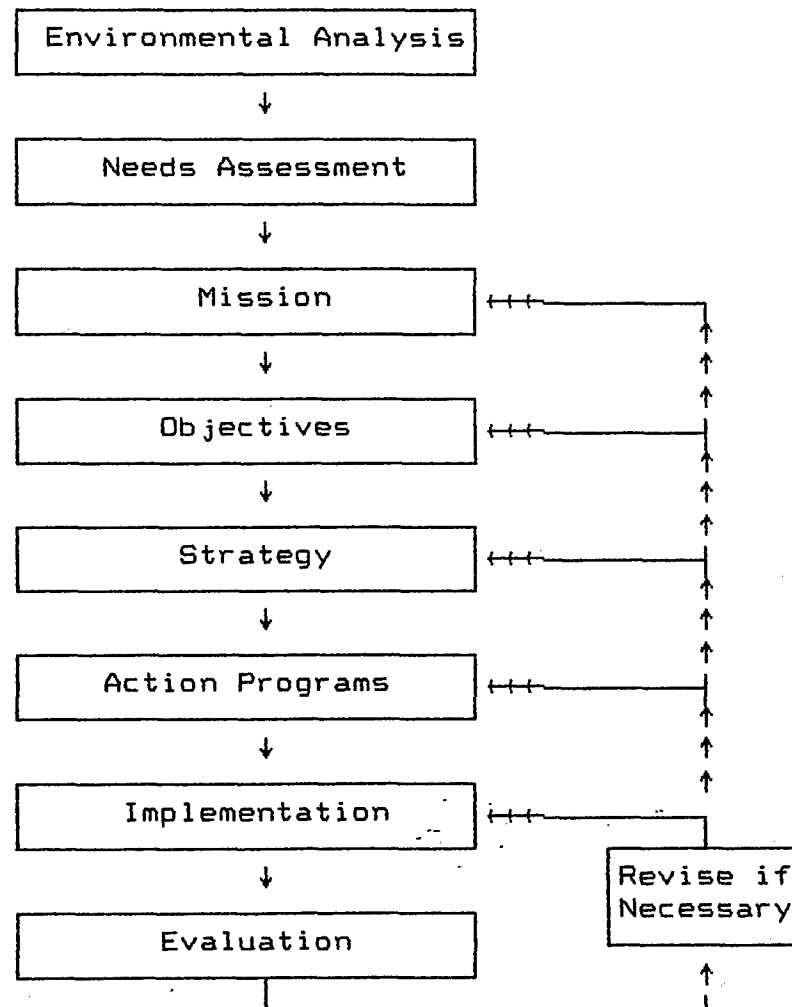 Environmental Analysis
Needs Assessment
Mission
Objectives
Strategy
Action Programs
Implementation
Revise if
Necessary
Evaluation